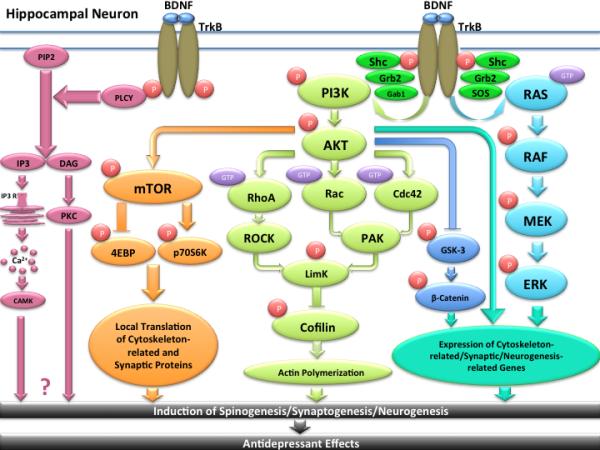 Hippocampal Neuron
BDNF
TrkB
BDNF
TrkB
PIP2
PLCY
P
P
P
Shc
Grb2
Gab1
P
P
Shc
Grb2
SOS
GTP
RAS
P
PI3K
P
AKT
P
RAF
IP3
DAG
P
mTOR
GTP
RhoA
GTP
Rac
GTP
Cdc42
IP3 R
PKC
P
MEK
P
4EBP
P
p70S6K
ROCK
PAK
P
GSK-3
Ca2+
P
LimK
P
ERK
CAMK
P
β-Catenin
P
Cofilin
Local Translation
of Cytoskeleton-
related and
Synaptic Proteins
Expression of Cytoskeleton-
related/Synaptic/Neurogenesis-
related Genes
Actin Polymerization
?
Induction of Spinogenesis/Synaptogenesis/Neurogenesis
Antidepressant Effects